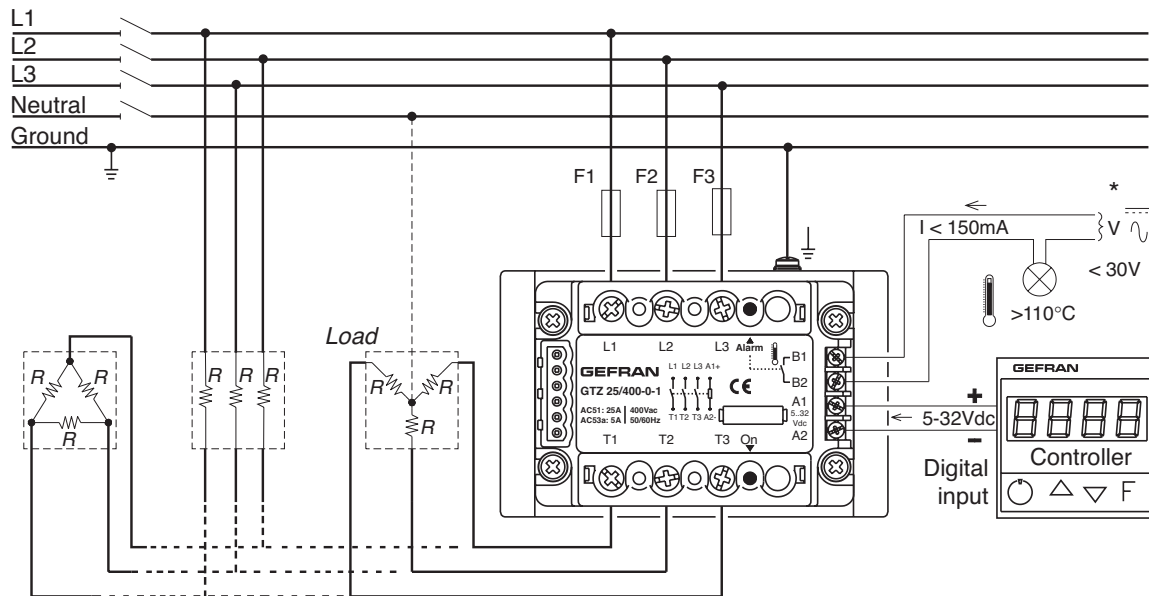 L1
L2
L3
Neutral
Ground
F1 F2 F3
*
I < 150mA
V
< 30V
>110°C
Load
R R
R
R R R
R R
R
L1 L2 L3 Alarm
B1
B2
GEFRAN
GTZ 25/400-0-1
AC51: 25A 400Vac
AC53a: 5A 50/60Hz
L1 L2 L3 A1+
T1 T2 T3 A2-
CE
A1
5..32
Vdc
A2
T1 T2 T3 On
+
5-32Vdc
−
Digital
input
GEFRAN
8888
Controller
F